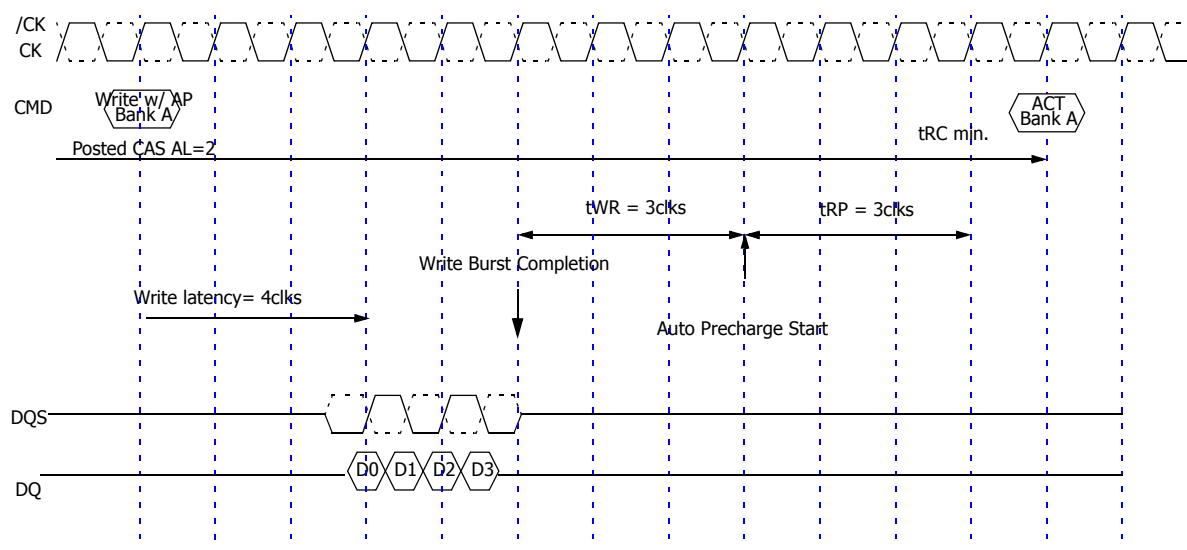 /CK
CK
CMD
Write w/ AP
Bank A
ACT
Bank A
tRC min.
Posted CAS AL=2
tWR = 3clks
tRP = 3clks
Write Burst Completion
Write latency= 4clks
Auto Precharge Start
DQS
D0 D1 D2 D3
DQ